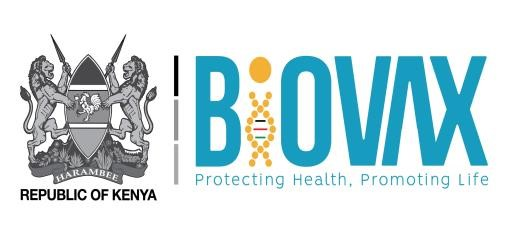 HARAMBEE
REPUBLIC OF KENYA
BiOVAX
Protecting Health, Promoting Life